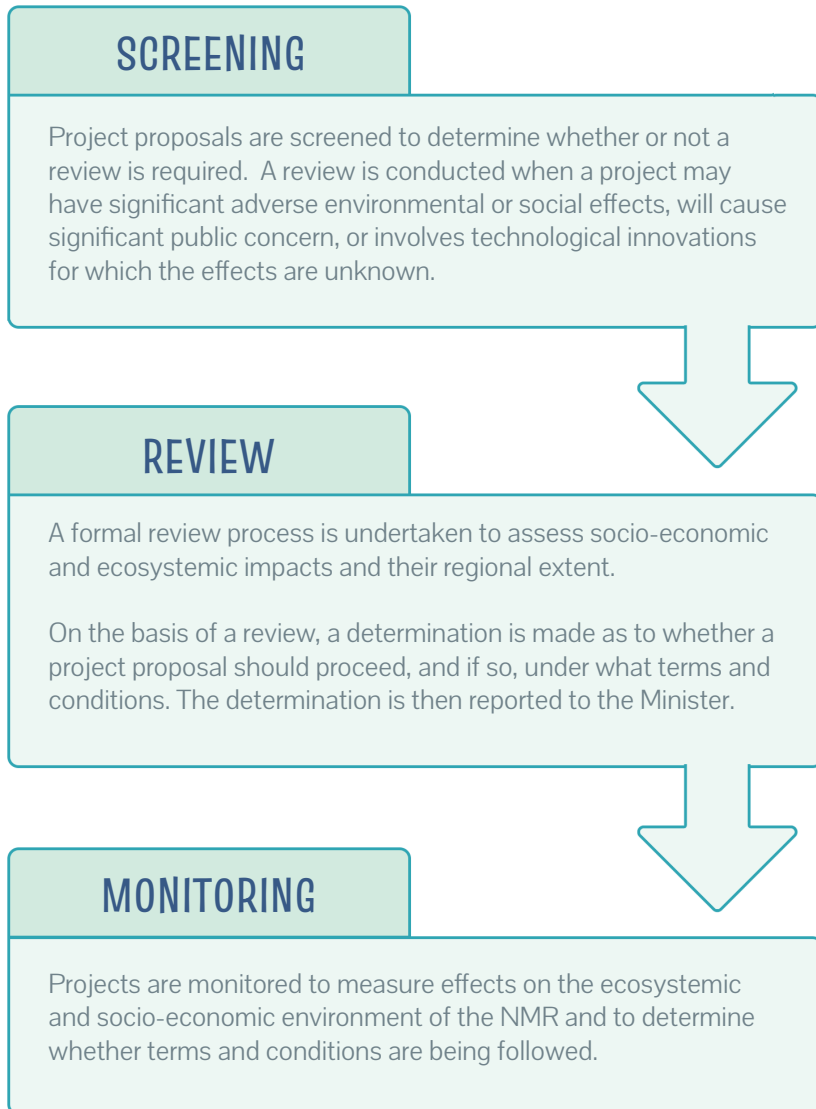 SCREENING
Project proposals are screened to determine whether or not a
review is required.  A review is conducted when a project may
have significant adverse environmental or social effects, will cause
significant public concern, or involves technological innovations
for which the effects are unknown.
REVIEW
A formal review process is undertaken to assess socio-economic
and ecosystemic impacts and their regional extent.
On the basis of a review, a determination is made as to whether a
project proposal should proceed, and if so, under what terms and
conditions. The determination is then reported to the Minister.
MONITORING
Projects are monitored to measure effects on the ecosystemic
and socio-economic environment of the NMR and to determine
whether terms and conditions are being followed.